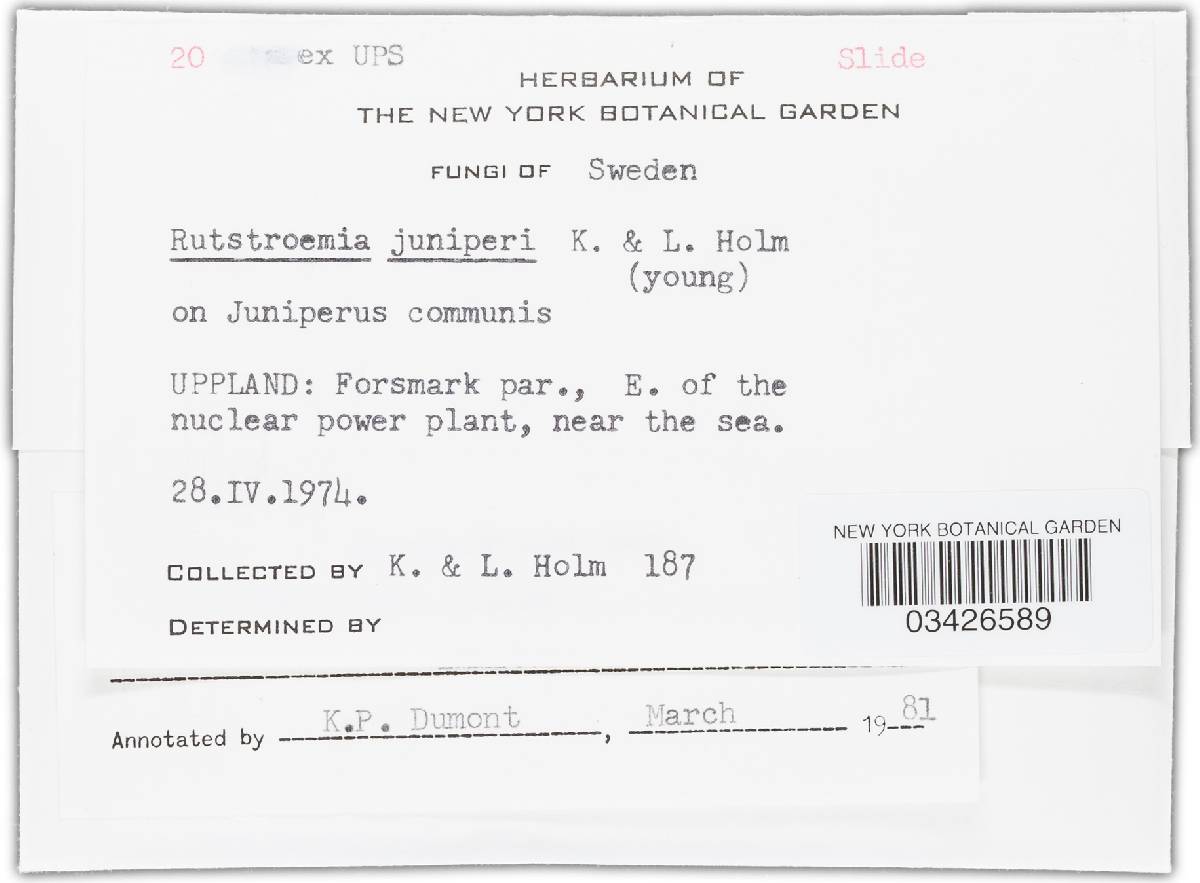 20 ex UPS Slide
HERBARIUM OF
THE NEW YORK BOTANICAL GARDEN
FUNGI OF Sweden
Rutstroemia juniperi K. & L. Holm
(young)
on Juniperus communis
UPPLAND: Forsmark par., E. of the
nuclear power plant, near the sea.
28.IV.1974.
COLLECTED BY K. & L. Holm 187
DETERMINED BY
NEW YORK BOTANICAL GARDEN
03426589
Annotated by K.P. Dumont, March 1981